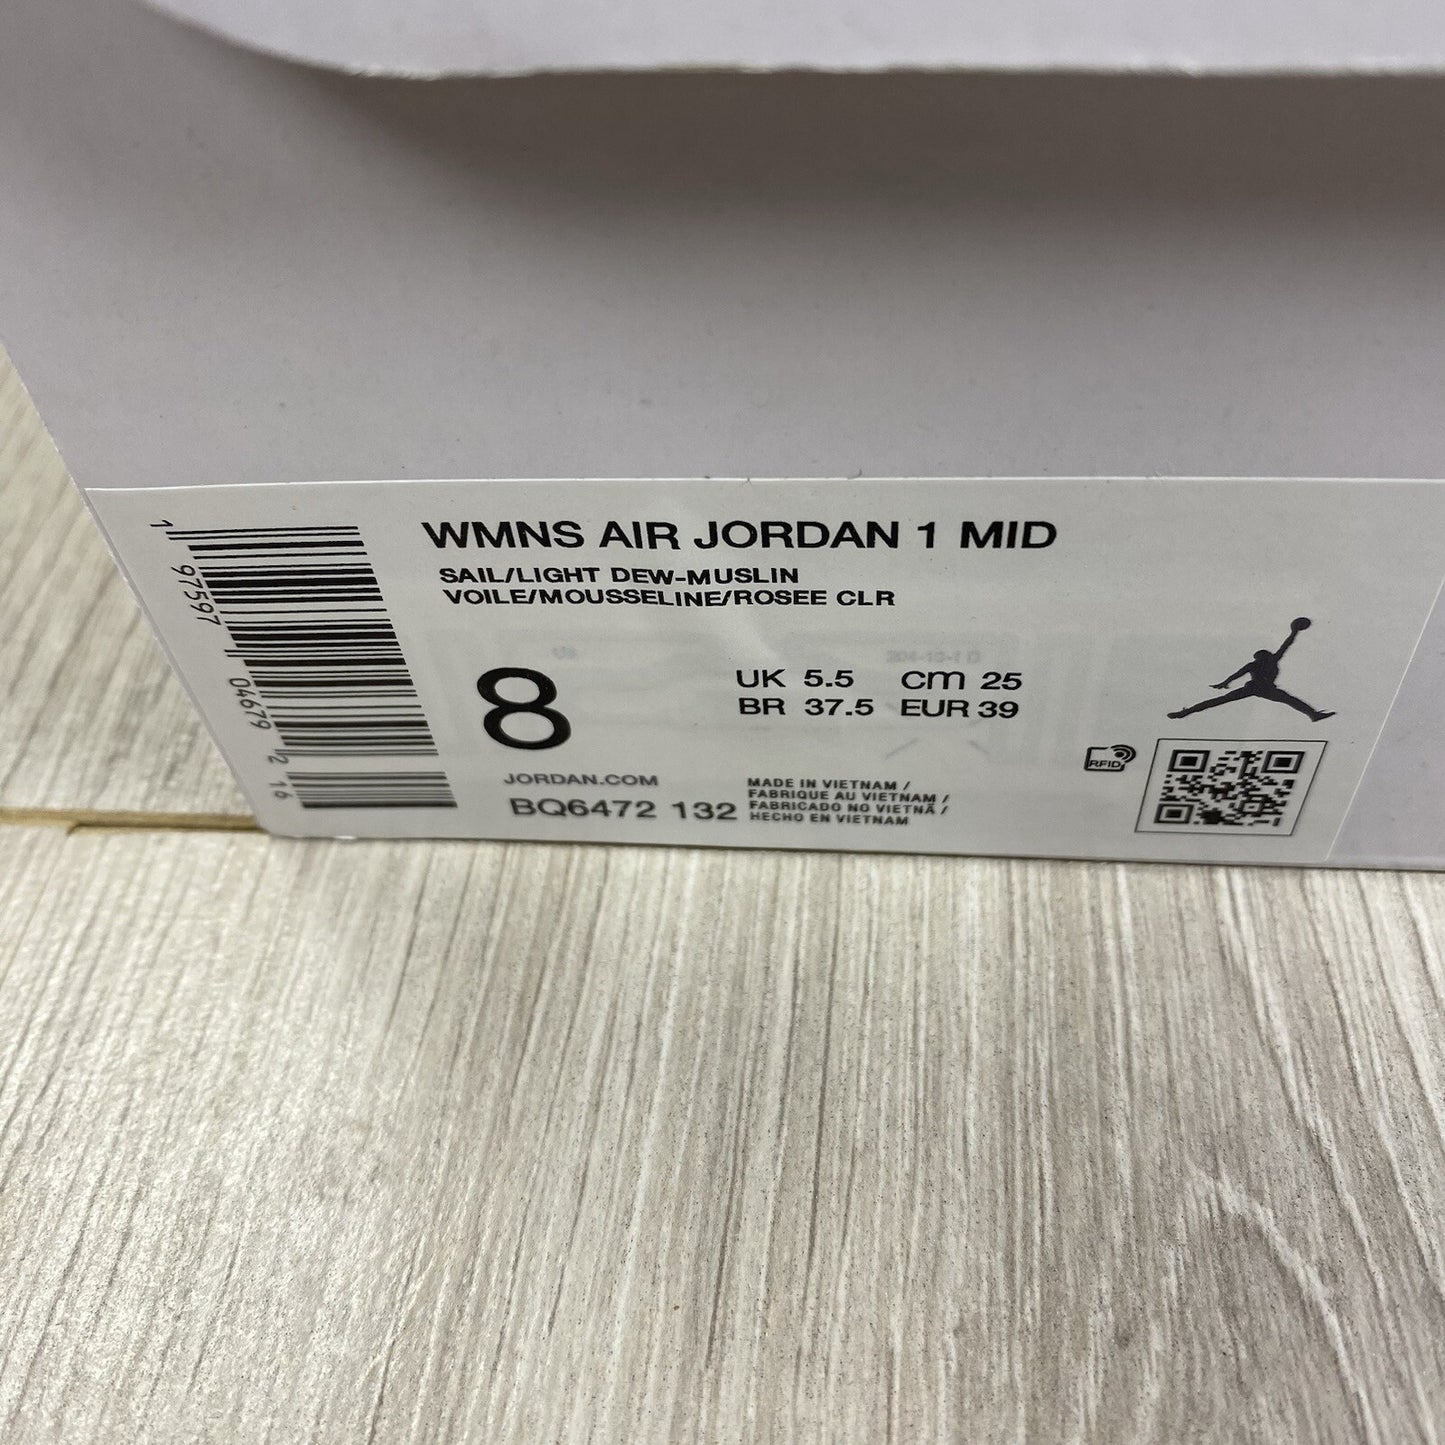 WMNS AIR JORDAN 1 MID
SAIL/LIGHT DEW-MUSLIN
VOILE/MOUSSELINE/ROSEE CLR
8
UK 5.5 cm 25
BR 37.5 EUR 39
JORDAN.COM
BQ6472 132
MADE IN VIETNAM /
FABRIQUE AU VIETNAM /
FABRICADO NO VIETNÃ /
HECHO EN VIETNAM
RFID
1 97597 04679 2 16